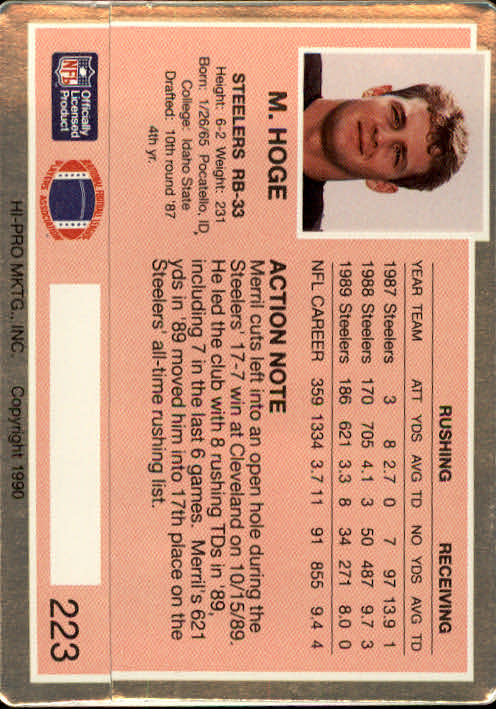 M. HOGE
STEELERS RB-33
Height: 6-2 Weight: 231
Born: 1/26/65 Pocatello, ID
College: Idaho State
Drafted: 10th round '87
4th yr.
RUSHING RECEIVING
YEAR TEAM ATT YDS AVG TD NO YDS AVG TD
1987 Steelers 3 8 2.7 0 7 97 13.9 1
1988 Steelers 170 705 4.1 3 50 487 9.7 3
1989 Steelers 186 621 3.3 8 34 271 8.0 0
NFL CAREER 359 1334 3.7 11 91 855 9.4 4
ACTION NOTE
Merril cuts left into an open hole during the
Steelers' 17-7 win at Cleveland on 10/15/89.
He led the club with 8 rushing TDs in '89,
including 7 in the last 6 games. Merril's 621
yds in '89 moved him into 17th place on the
Steelers' all-time rushing list.
NFL
Officially
Licensed
Product
NATIONAL FOOTBALL LEAGUE
PLAYERS ASSOCIATION
223
HI-PRO MKTG., INC. Copyright 1990